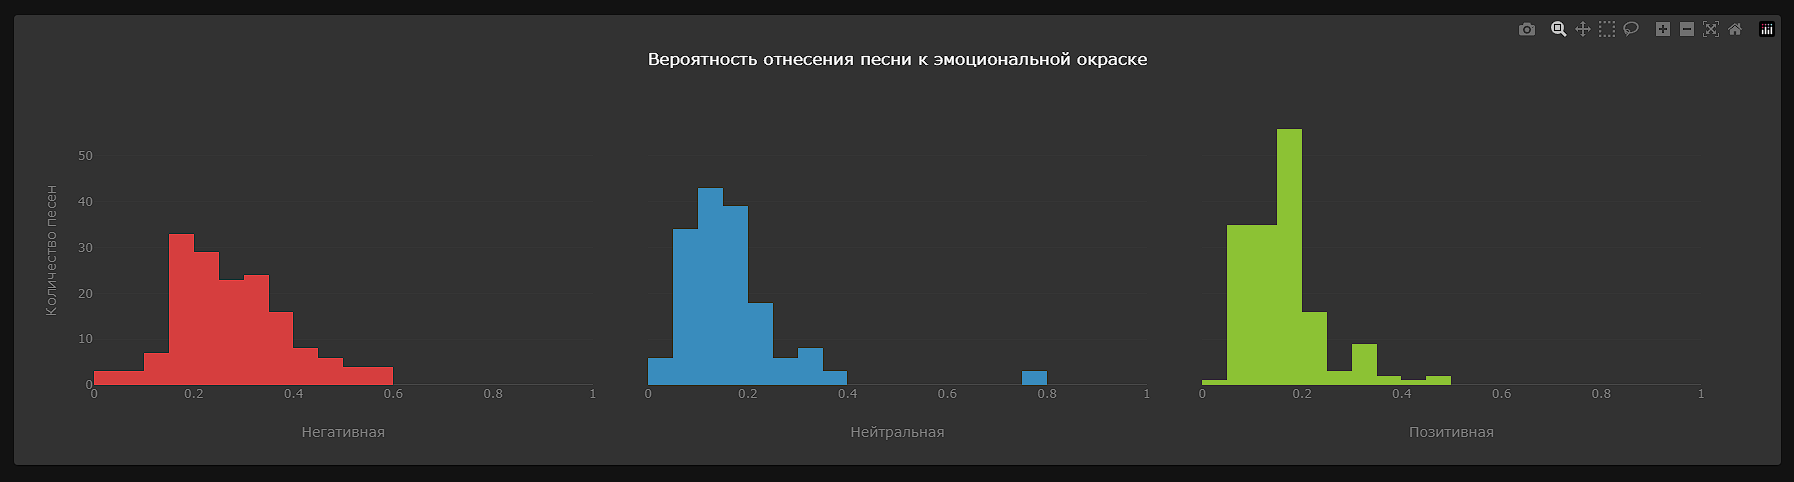 Вероятность отнесения песни к эмоциональной окраске
Количество песен
50
40
30
20
10
0
0 0.2 0.4 0.6 0.8 1
Негативная
0 0.2 0.4 0.6 0.8 1
Нейтральная
0 0.2 0.4 0.6 0.8 1
Позитивная